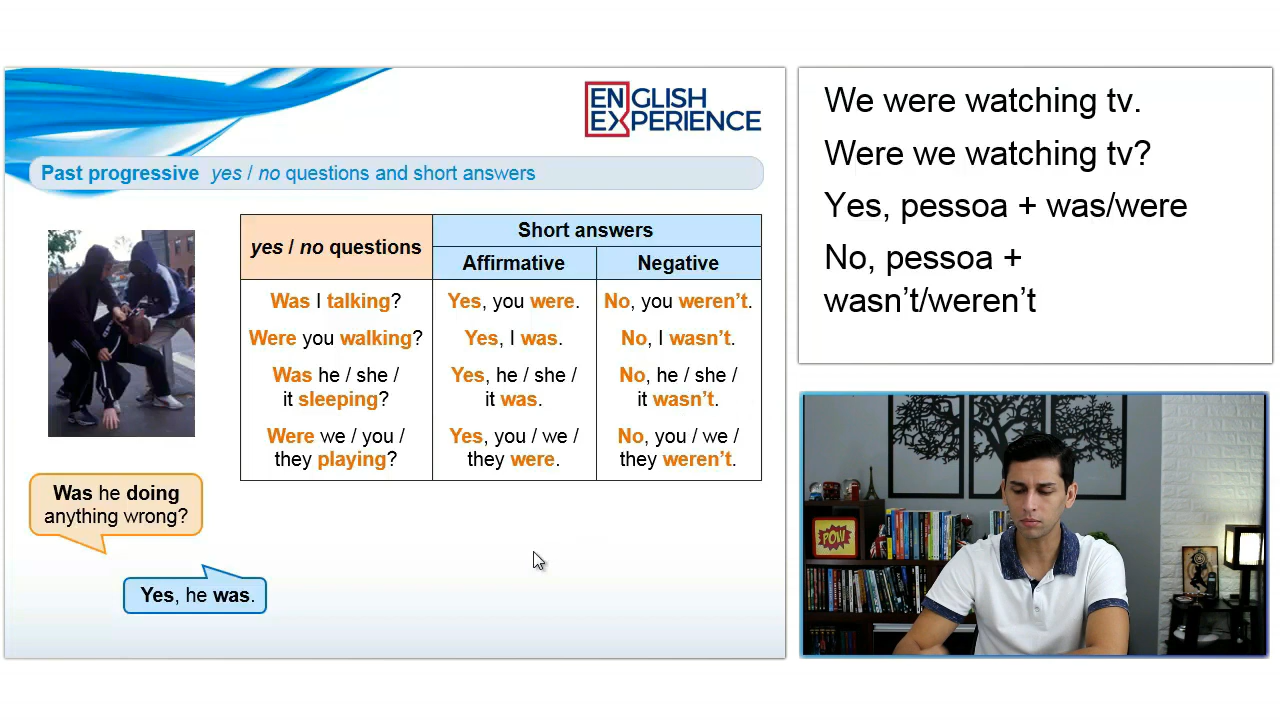 ENGLISH
EXPERIENCE
Past progressive yes / no questions and short answers
yes / no questions
Short answers
Affirmative
Negative
Was I talking?
Yes, you were.
No, you weren't.
Were you walking?
Yes, I was.
No, I wasn't.
Was he / she /
it sleeping?
Yes, he / she /
it was.
No, he / she /
it wasn't.
Were we / you /
they playing?
Yes, you / we /
they were.
No, you / we /
they weren't.
Was he doing
anything wrong?
Yes, he was.
We were watching tv.
Were we watching tv?
Yes, pessoa + was/were
No, pessoa +
wasn't/weren't
POW